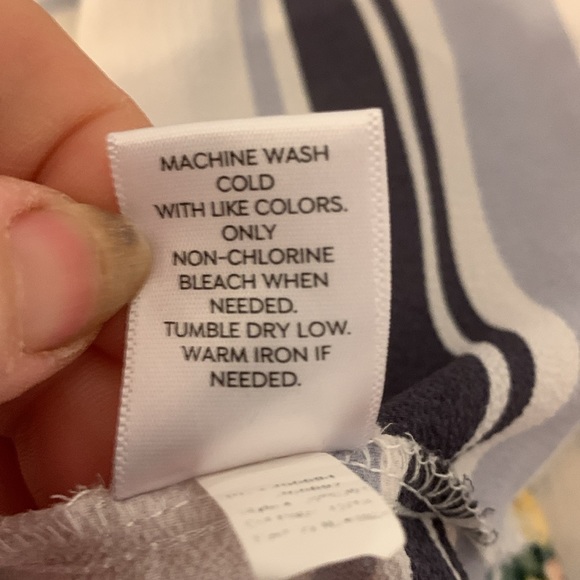 MACHINE WASH
COLD
WITH LIKE COLORS.
ONLY
NON-CHLORINE
BLEACH WHEN
NEEDED.
TUMBLE DRY LOW.
WARM IRON IF
NEEDED.